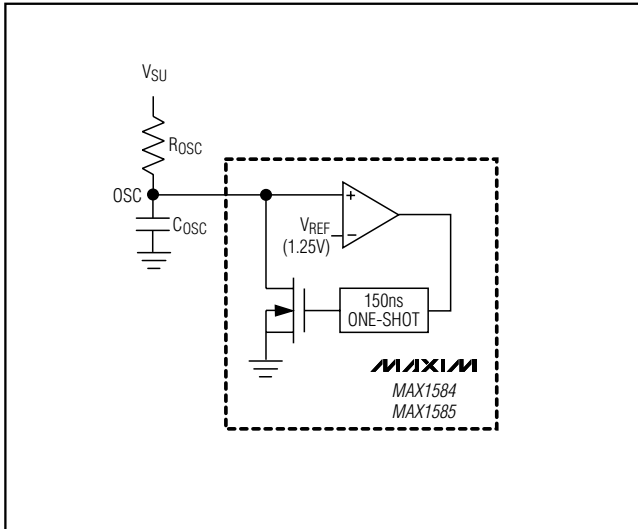 VSU
ROSC
OSC
COSC
+
VREF
(1.25V)
−
150ns
ONE-SHOT
MAXIM
MAX1584
MAX1585